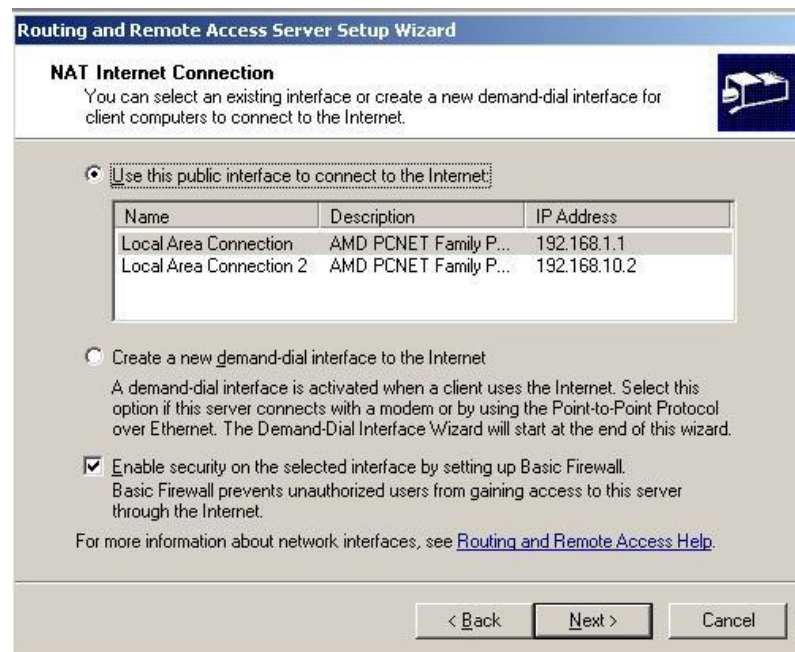 Routing and Remote Access Server Setup Wizard
NAT Internet Connection
You can select an existing interface or create a new demand-dial interface for
client computers to connect to the Internet.
Use this public interface to connect to the Internet:
Name Description IP Address
Local Area Connection AMD PCNET Family P... 192.168.1.1
Local Area Connection 2 AMD PCNET Family P... 192.168.10.2
Create a new demand-dial interface to the Internet
A demand-dial interface is activated when a client uses the Internet. Select this
option if this server connects with a modem or by using the Point-to-Point Protocol
over Ethernet. The Demand-Dial Interface Wizard will start at the end of this wizard.
Enable security on the selected interface by setting up Basic Firewall.
Basic Firewall prevents unauthorized users from gaining access to this server
through the Internet.
For more information about network interfaces, see Routing and Remote Access Help.
< Back Next > Cancel